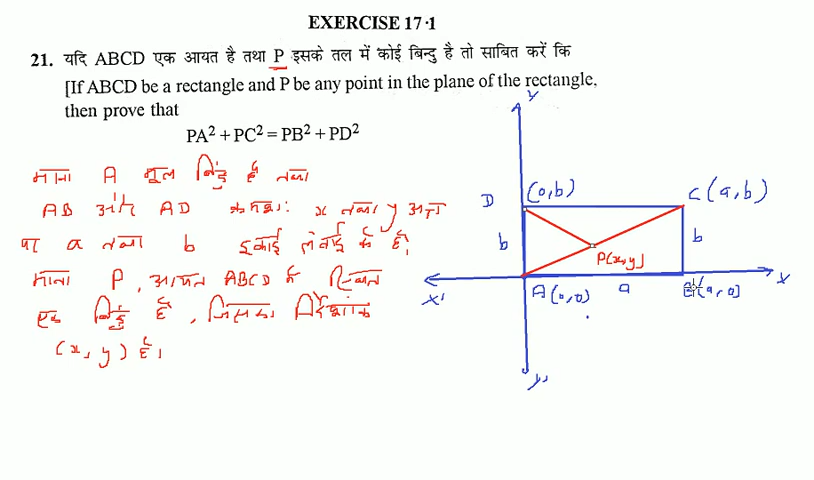 EXERCISE 17·1
21. यदि ABCD एक आयत है तथा P इसके तल में कोई बिन्दु है तो साबित करें कि
[If ABCD be a rectangle and P be any point in the plane of the rectangle,
then prove that
PA² + PC² = PB² + PD²
माना A मूल बिंदु है तथा
AB और AD क्रमशः x तथा y अक्ष
पर a तथा b इकाई लंबाई के हैं।
माना P, आयत ABCD में स्थित
एक बिंदु है, जिसका निर्देशांक
(x, y) है।
Y
D (0, b)
C (a, b)
b
b
P(x, y)
X'
A (0, 0)
a
(a, 0)
X
Y'